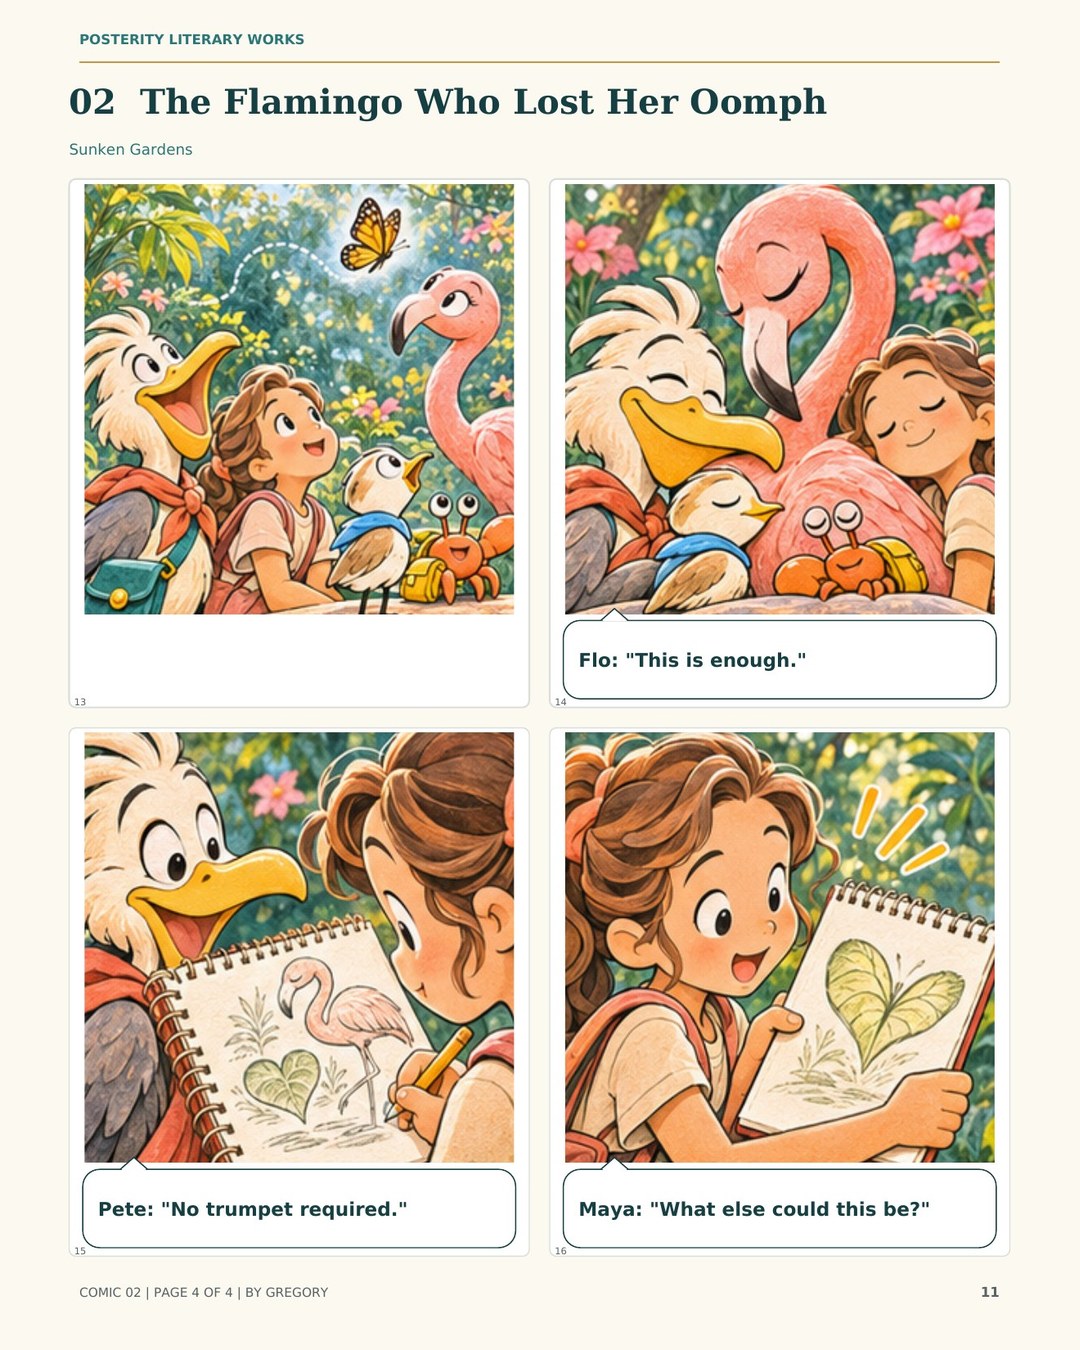 POSTERITY LITERARY WORKS
02 The Flamingo Who Lost Her Oomph
Sunken Gardens
13
Flo: "This is enough."
14
Pete: "No trumpet required."
15
Maya: "What else could this be?"
16
COMIC 02 | PAGE 4 OF 4 | BY GREGORY
11